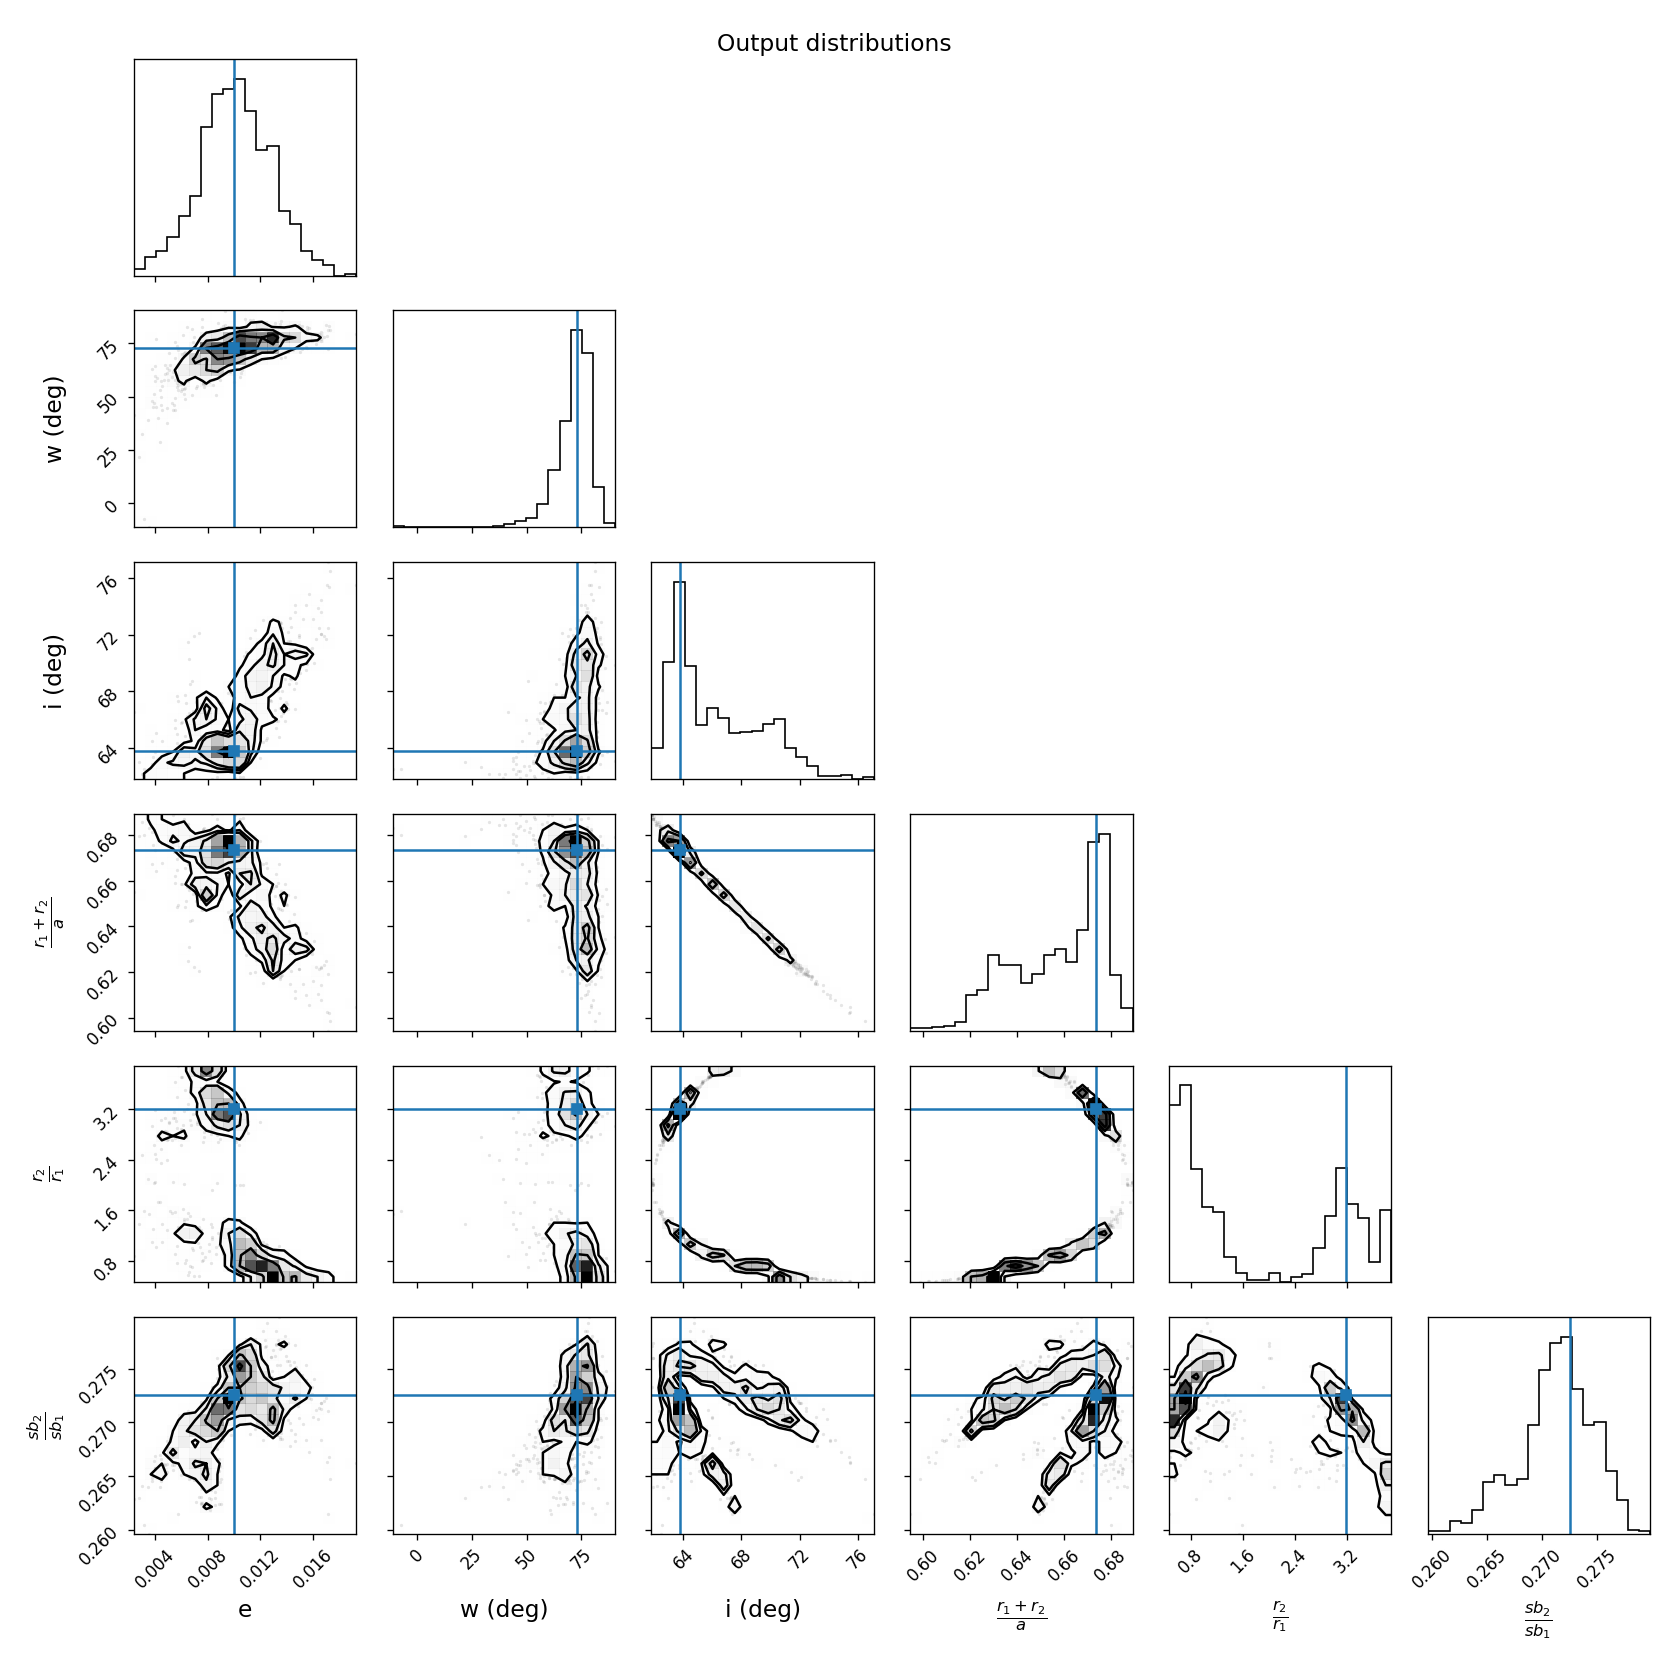 Output distributions
75
50
25
0
w (deg)
76
72
68
64
i (deg)
0.68
0.66
0.64
0.62
0.60
r₁ + r₂
a
3.2
2.4
1.6
0.8
r₂
r₁
0.275
0.270
0.265
0.260
sb₂
sb₁
0.004 0.008 0.012 0.016
0 25 50 75
64 68 72 76
0.60 0.62 0.64 0.66 0.68
0.8 1.6 2.4 3.2
0.260 0.265 0.270 0.275
e
w (deg)
i (deg)
r₁ + r₂
a
r₂
r₁
sb₂
sb₁